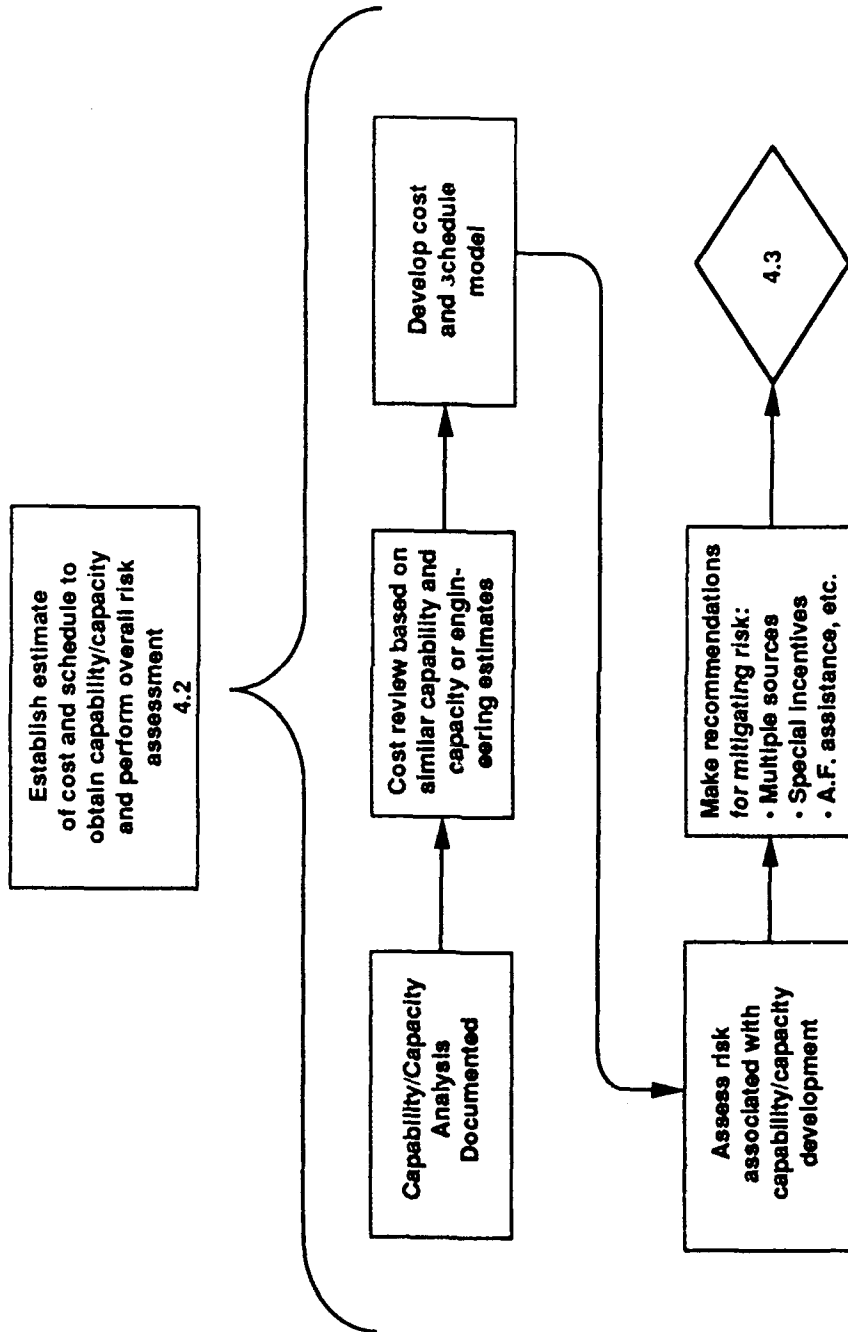 Establish estimate
of cost and schedule to
obtain capability/capacity
and perform overall risk
assessment
4.2
Capability/Capacity
Analysis
Documented
Cost review based on
similar capability and
capacity or engin-
eering estimates
Develop cost
and schedule
model
Assess risk
associated with
capability/capacity
development
Make recommendations
for mitigating risk:
• Multiple sources
• Special incentives
• A.F. assistance, etc.
4.3